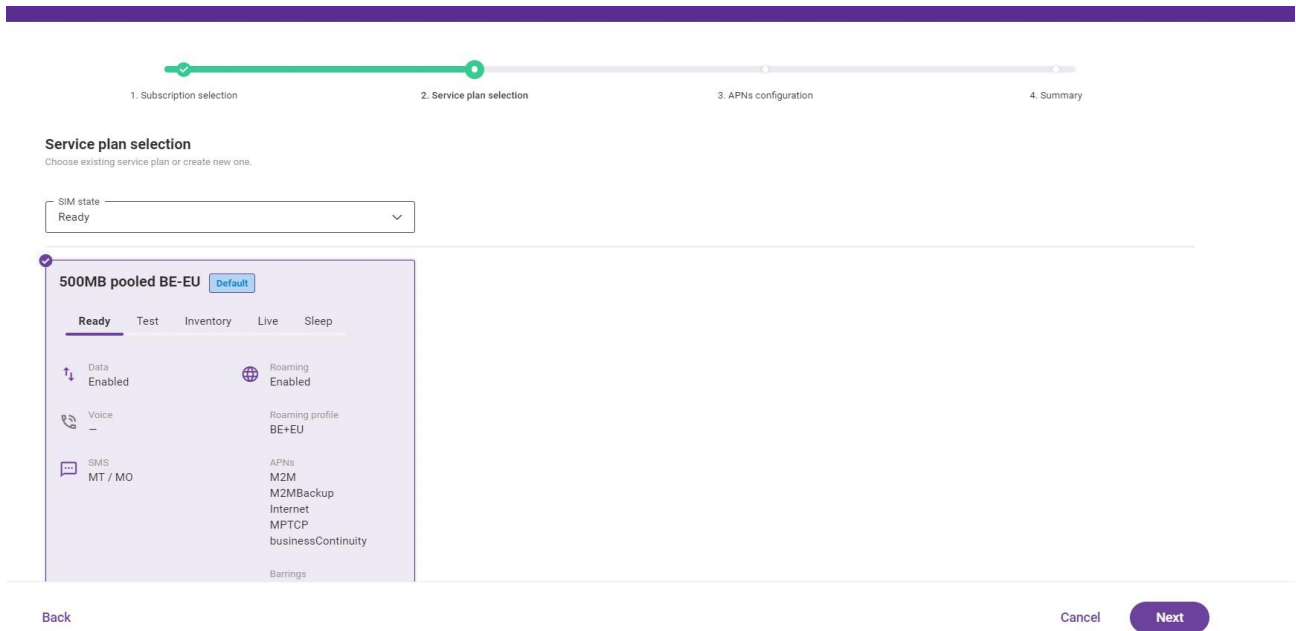 1. Subscription selection
2. Service plan selection
3. APNs configuration
4. Summary
Service plan selection
Choose existing service plan or create new one.
SIM state
Ready
500MB pooled BE-EU Default
Ready Test Inventory Live Sleep
Data
Enabled
Roaming
Enabled
Voice
–
Roaming profile
BE+EU
SMS
MT / MO
APNs
M2M
M2MBackup
Internet
MPTCP
businessContinuity
Barrings
Back
Cancel
Next